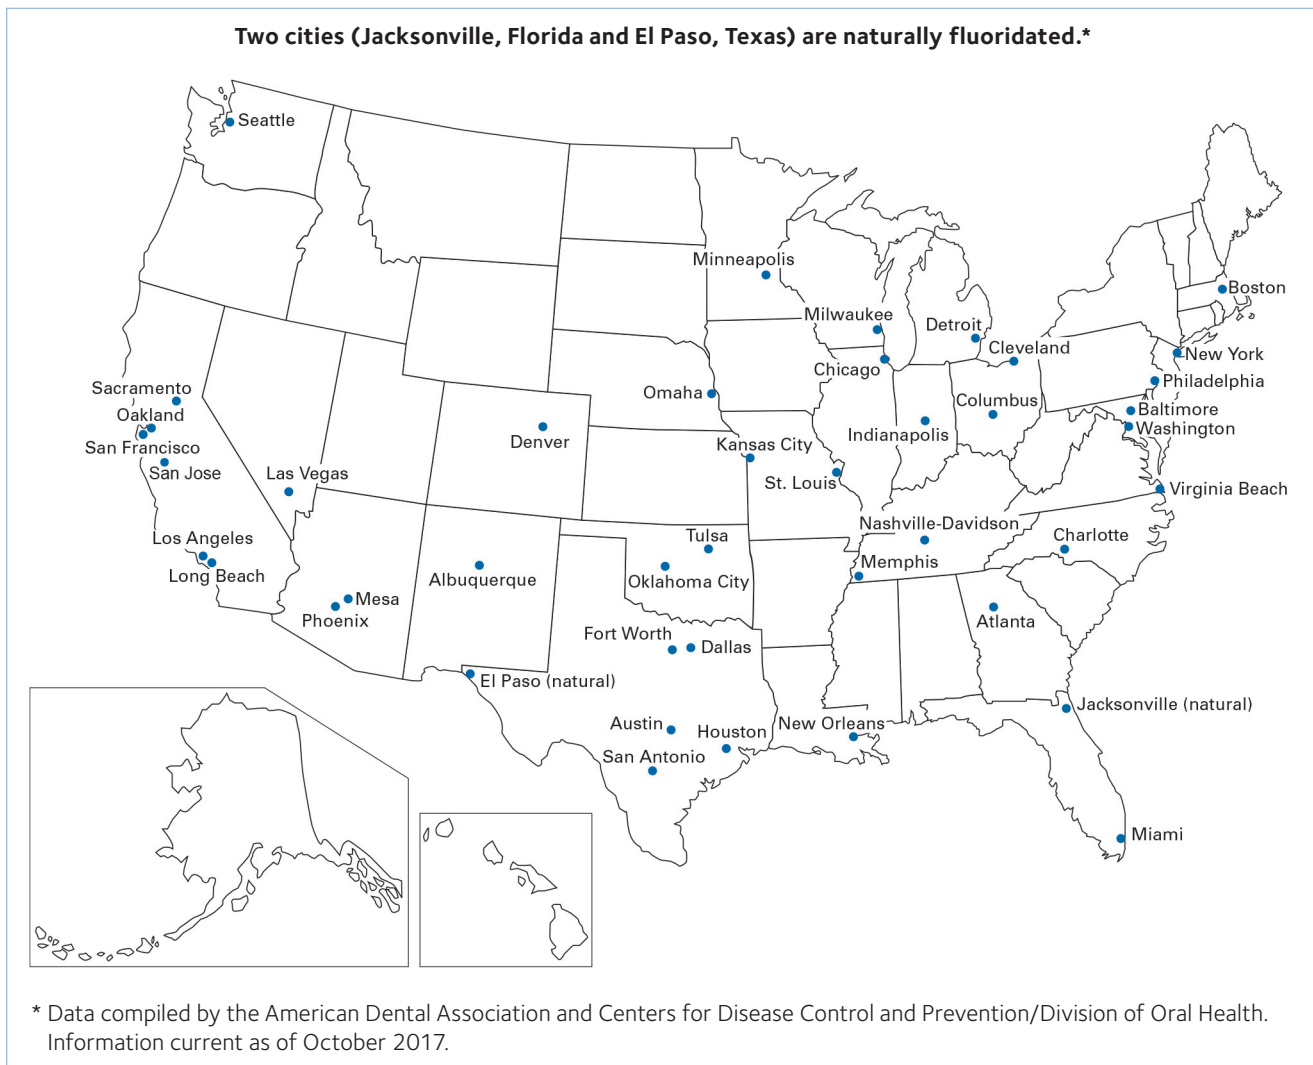 Two cities (Jacksonville, Florida and El Paso, Texas) are naturally fluoridated.*
Seattle
Minneapolis
Boston
Milwaukee
Detroit
Cleveland
New York
Chicago
Philadelphia
Sacramento
Omaha
Columbus
Baltimore
Oakland
Washington
Denver
Indianapolis
San Francisco
Kansas City
San Jose
Las Vegas
St. Louis
Virginia Beach
Nashville-Davidson
Los Angeles
Tulsa
Charlotte
Memphis
Long Beach
Albuquerque
Oklahoma City
Mesa
Phoenix
Atlanta
Fort Worth
Dallas
El Paso (natural)
Jacksonville (natural)
Austin
Houston
New Orleans
San Antonio
Miami
* Data compiled by the American Dental Association and Centers for Disease Control and Prevention/Division of Oral Health.
Information current as of October 2017.